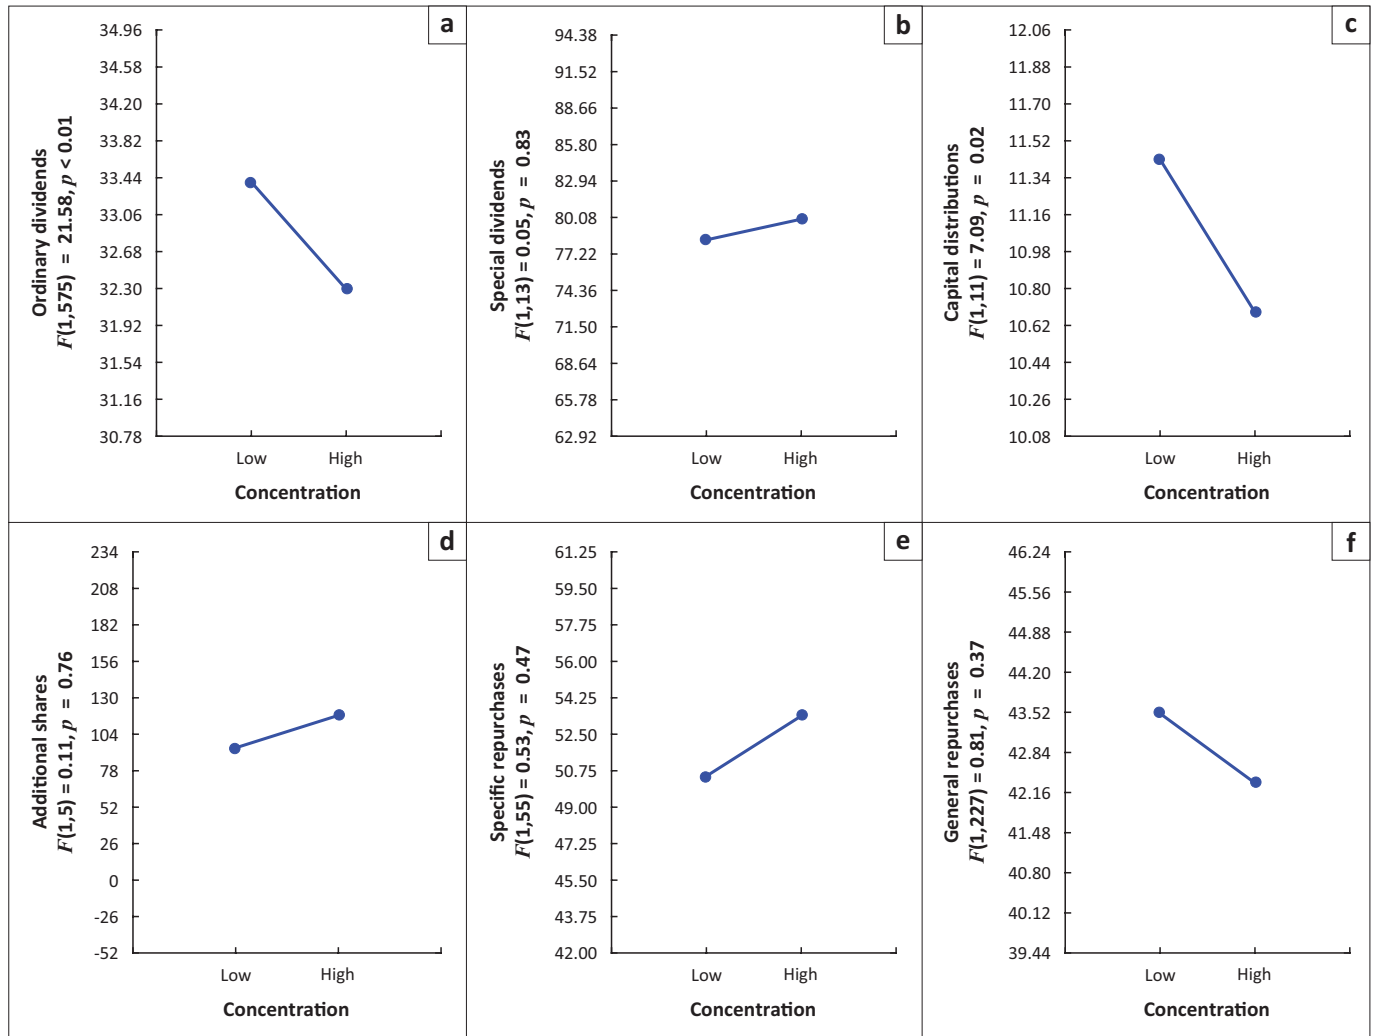 a
Ordinary dividends
F(1,575) = 21.58, p < 0.01
34.96
34.58
34.20
33.82
33.44
33.06
32.68
32.30
31.92
31.54
31.16
30.78
Low High
Concentration
b
Special dividends
F(1,13) = 0.05, p = 0.83
94.38
91.52
88.66
85.80
82.94
80.08
77.22
74.36
71.50
68.64
65.78
62.92
Low High
Concentration
c
Capital distributions
F(1,11) = 7.09, p = 0.02
12.06
11.88
11.70
11.52
11.34
11.16
10.98
10.80
10.62
10.44
10.26
10.08
Low High
Concentration
d
Additional shares
F(1,5) = 0.11, p = 0.76
234
208
182
156
130
104
78
52
26
0
-26
-52
Low High
Concentration
e
Specific repurchases
F(1,55) = 0.53, p = 0.47
61.25
59.50
57.75
56.00
54.25
52.50
50.75
49.00
47.25
45.50
43.75
42.00
Low High
Concentration
f
General repurchases
F(1,227) = 0.81, p = 0.37
46.24
45.56
44.88
44.20
43.52
42.84
42.16
41.48
40.80
40.12
39.44
Low High
Concentration